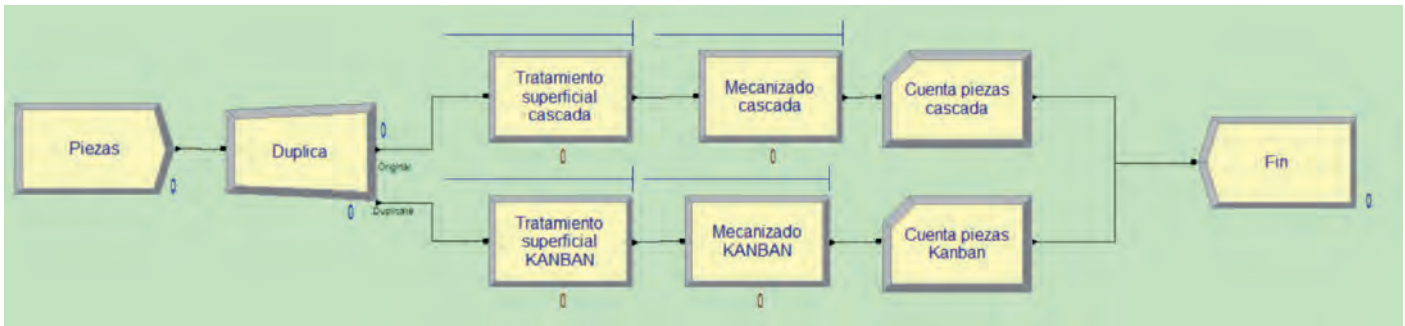 Piezas
0
Duplica
0
0
Original
Duplicate
Tratamiento
superficial
cascada
0
Mecanizado
cascada
Cuenta piezas
cascada
Tratamiento
superficial
KANBAN
0
Mecanizado
KANBAN
0
Cuenta piezas
Kanban
0
Fin
0